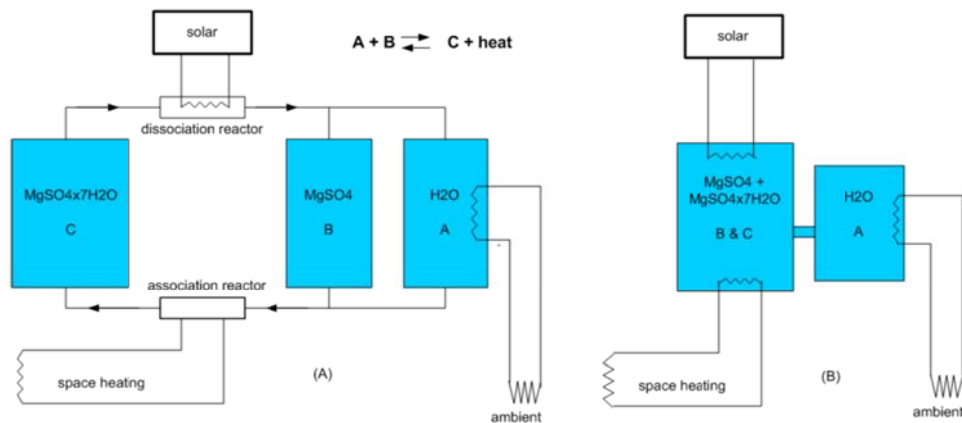 solar
A + B ⇌ C + heat
dissociation reactor
MgSO4x7H2O
C
MgSO4
B
H2O
A
association reactor
space heating
(A)
ambient
solar
MgSO4 +
MgSO4x7H2O
B & C
H2O
A
space heating
(B)
ambient